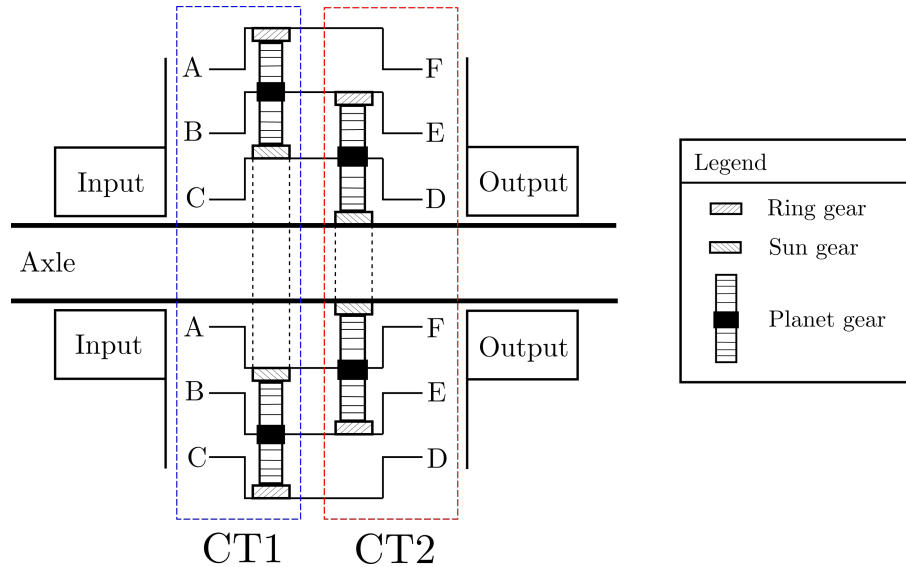 A
F
B
E
Input
C
D
Output
Axle
Input
A
F
Output
B
E
C
D
CT1
CT2
Legend
Ring gear
Sun gear
Planet gear